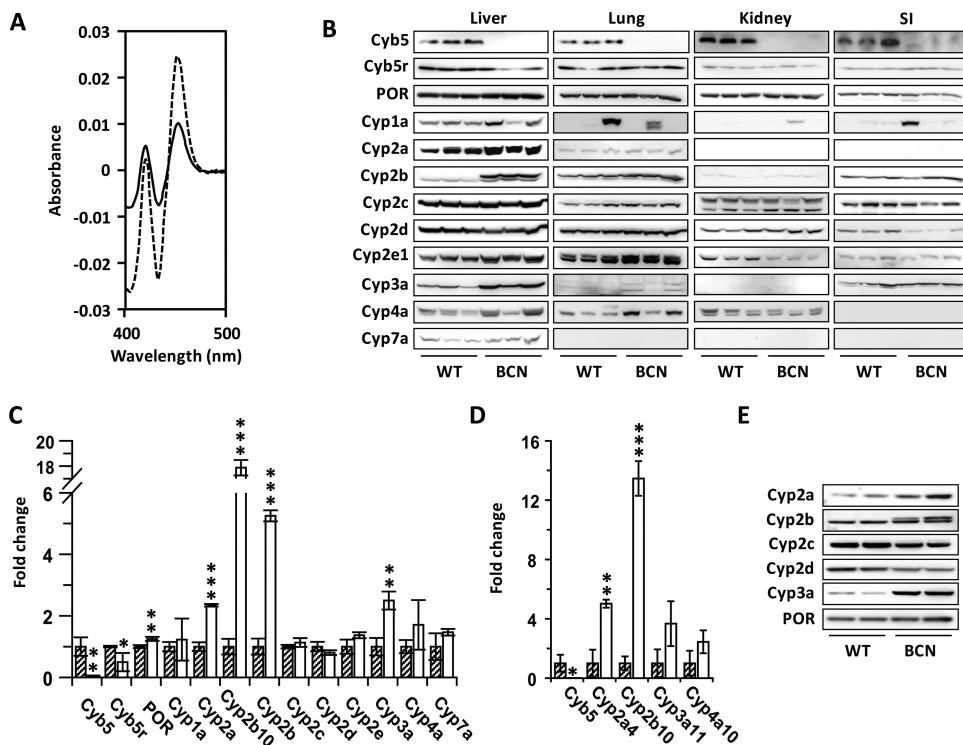 A
0.03
0.02
0.01
0
-0.01
-0.02
-0.03
Absorbance
400 500
Wavelength (nm)
B
Liver Lung Kidney SI
Cyb5
Cyb5r
POR
Cyp1a
Cyp2a
Cyp2b
Cyp2c
Cyp2d
Cyp2e1
Cyp3a
Cyp4a
Cyp7a
WT BCN WT BCN WT BCN WT BCN
C
Fold change
20
18
6
4
2
0
** * ** *** *** *** **
Cyb5 Cyb5r POR Cyp1a Cyp2a Cyp2b10 Cyp2b Cyp2c Cyp2d Cyp2e Cyp3a Cyp4a Cyp7a
D
Fold change
16
12
8
4
0
* ** ***
Cyb5 Cyp2a4 Cyp2b10 Cyp3a11 Cyp4a10
E
Cyp2a
Cyp2b
Cyp2c
Cyp2d
Cyp3a
POR
WT BCN